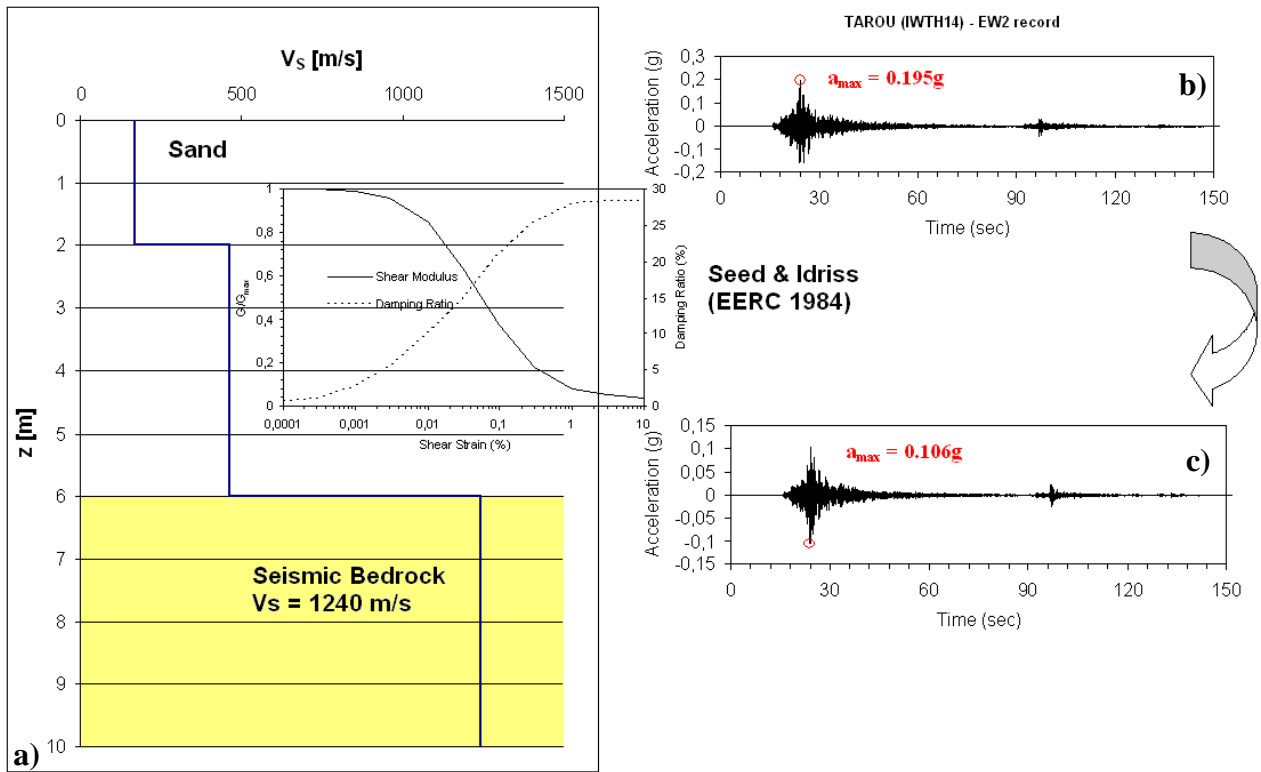 V_S [m/s]
0 500 1000 1500
0
1
2
3
4
5
6
7
8
9
10
z [m]
Sand
1
0,8
0,6
0,4
0,2
0
G/G_max
30
25
20
15
10
5
0
Damping Ratio (%)
Shear Modulus
Damping Ratio
0,0001 0,001 0,01 0,1 1 10
Shear Strain (%)
Seismic Bedrock
Vs = 1240 m/s
a)
TAROU (IWTH14) - EW2 record
0,3
0,2
0,1
0
-0,1
-0,2
Acceleration (g)
a_max = 0.195g
b)
0 30 60 90 120 150
Time (sec)
Seed & Idriss
(EERC 1984)
0,15
0,1
0,05
0
-0,05
-0,1
-0,15
Acceleration (g)
a_max = 0.106g
c)
0 30 60 90 120 150
Time (sec)